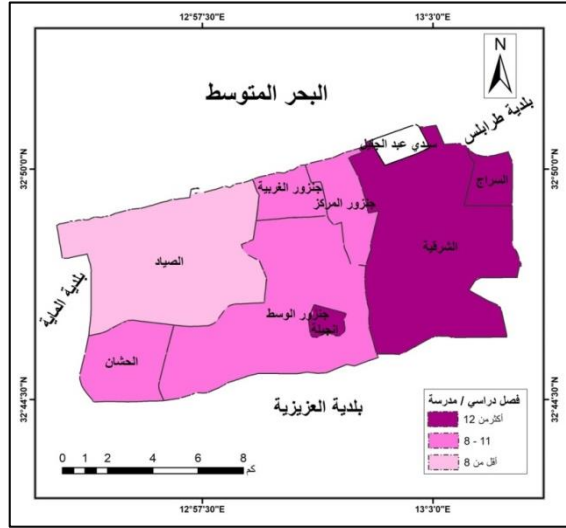 12°57'30"E
13°3'0"E
N
البحر المتوسط
بلدية طرابلس
سيدي عبد الجليل
32°50'0"N
32°50'0"N
السراج
جنزور الغربية
جنزور المركز
الشرقية
الصياد
بلدية الماية
جنزور الوسط
انجيلة
الحشان
32°44'30"N
32°44'30"N
بلدية العزيزية
فصل دراسي / مدرسة
أكثر من 12
8 - 11
أقل من 8
0 1 2 4 6 8
كم
12°57'30"E
13°3'0"E